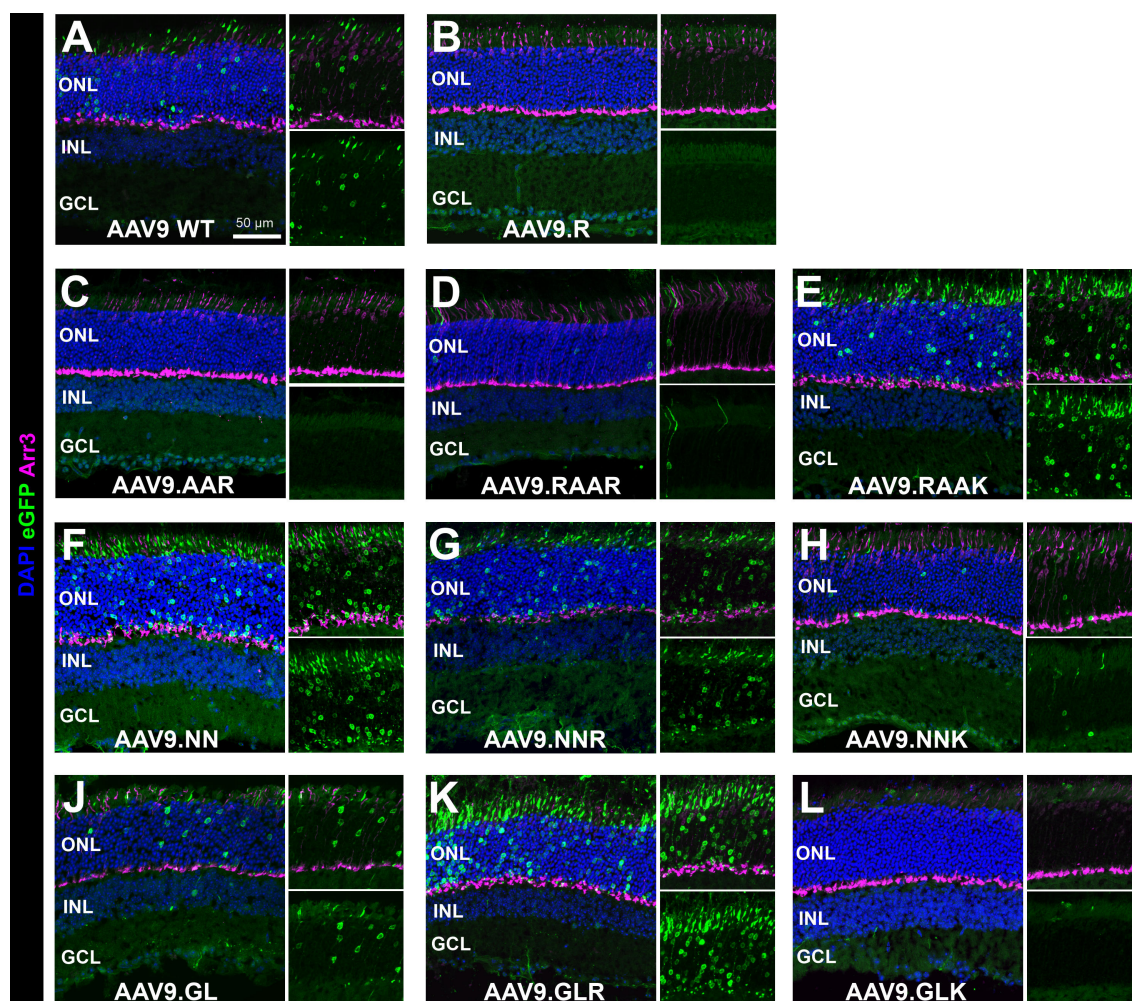 DAPI eGFP Arr3
A
ONL
INL
GCL
AAV9 WT
50 µm
B
ONL
INL
GCL
AAV9.R
C
ONL
INL
GCL
AAV9.AAR
D
ONL
INL
GCL
AAV9.RAAR
E
ONL
INL
GCL
AAV9.RAAK
F
ONL
INL
GCL
AAV9.NN
G
ONL
INL
GCL
AAV9.NNR
H
ONL
INL
GCL
AAV9.NNK
J
ONL
INL
GCL
AAV9.GL
K
ONL
INL
GCL
AAV9.GLR
L
ONL
INL
GCL
AAV9.GLK